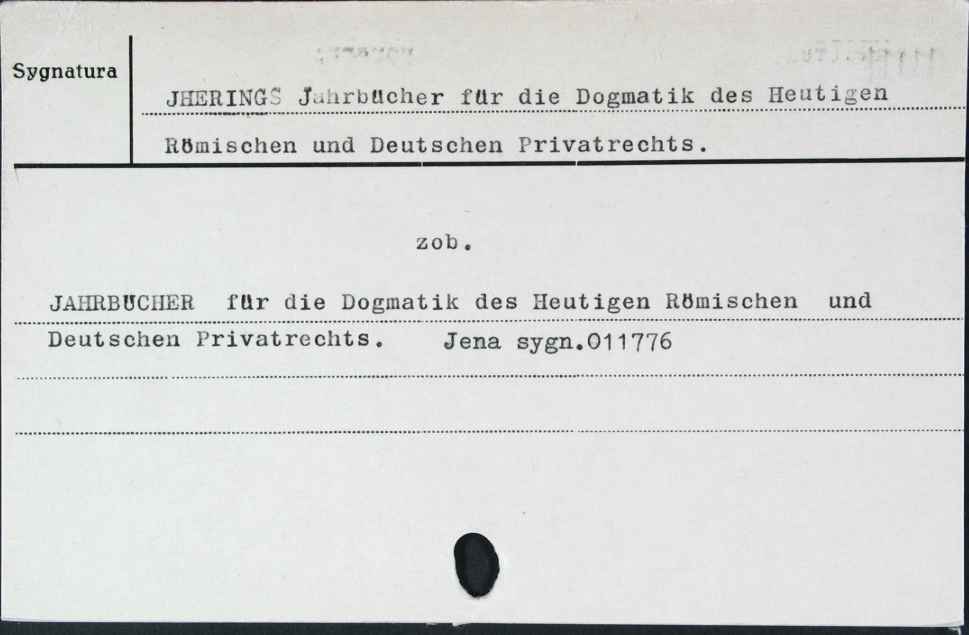 Sygnatura
JHERINGS Jahrbücher für die Dogmatik des Heutigen
Römischen und Deutschen Privatrechts.
zob.
JAHRBÜCHER für die Dogmatik des Heutigen Römischen und
Deutschen Privatrechts. Jena sygn.011776